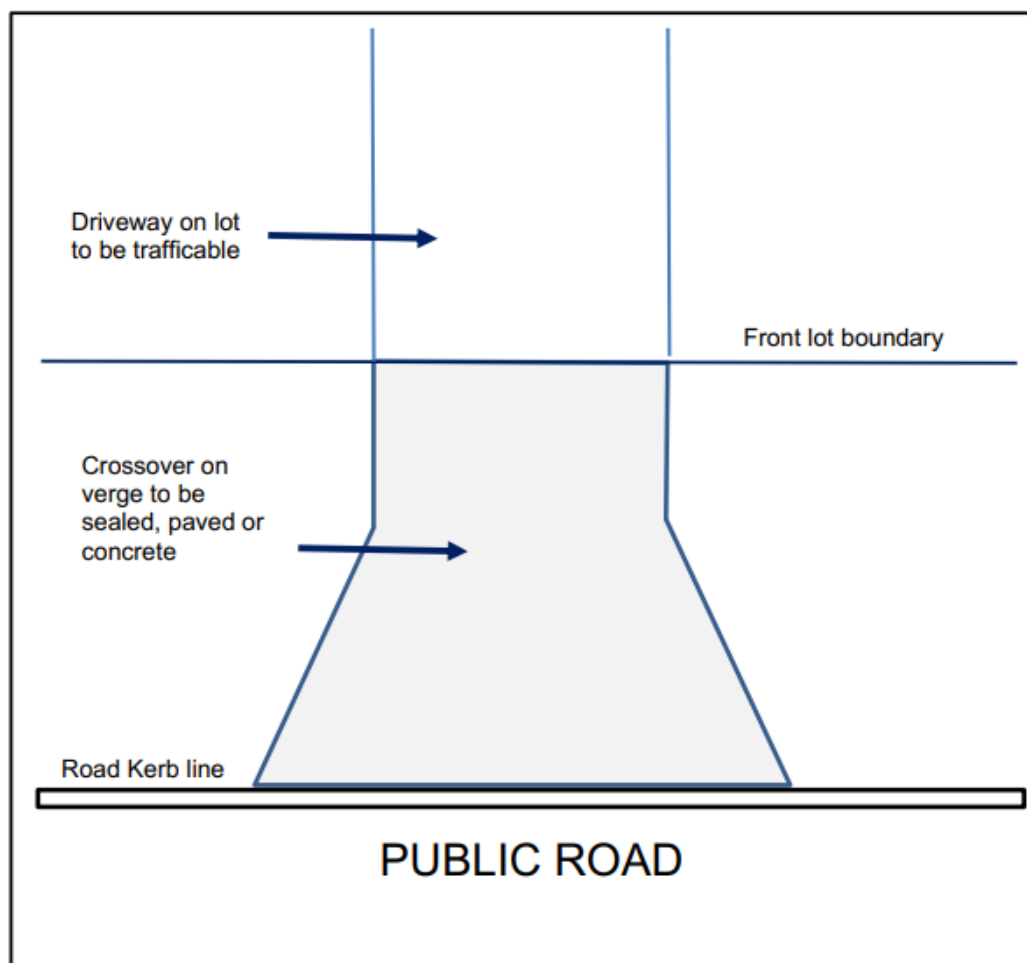 Driveway on lot
to be trafficable
Front lot boundary
Crossover on
verge to be
sealed, paved or
concrete
Road Kerb line
PUBLIC ROAD